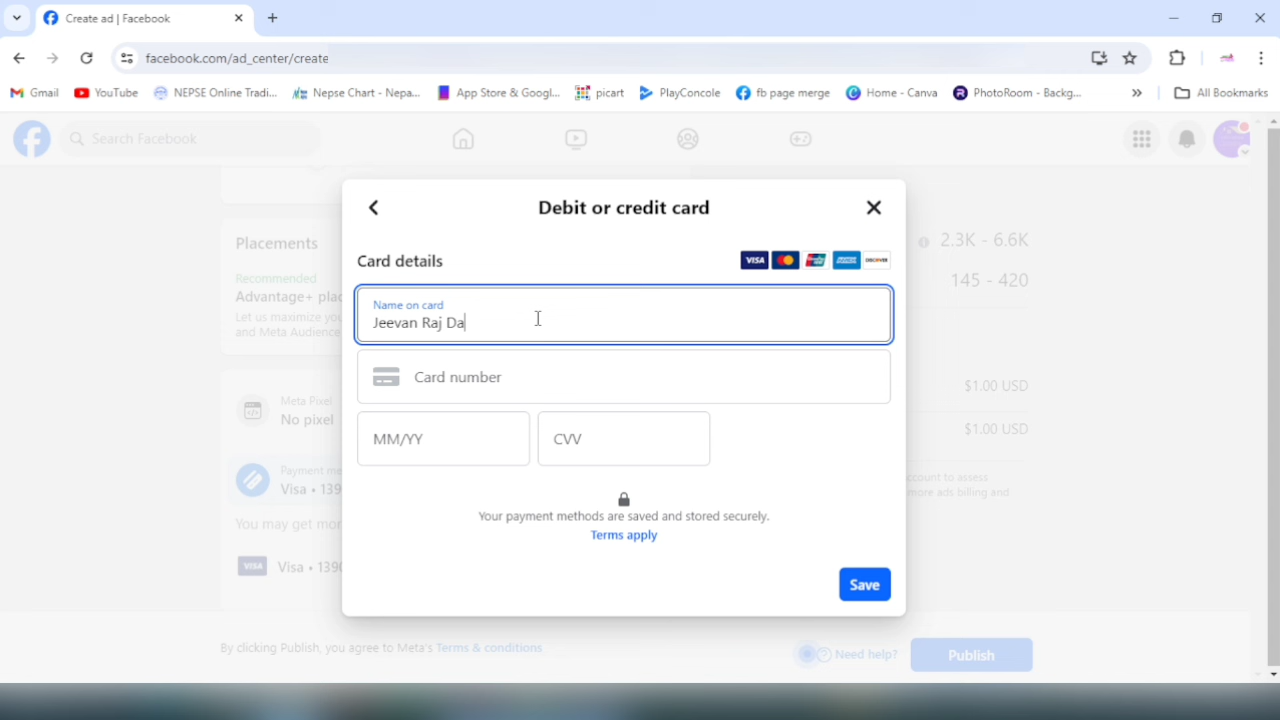 Create ad | Facebook
facebook.com/ad_center/create
Gmail
YouTube
NEPSE Online Tradi...
Nepse Chart - Nepa...
App Store & Googl...
picart
PlayConcole
fb page merge
Home - Canva
PhotoRoom - Backg...
All Bookmarks
Search Facebook
Debit or credit card
Card details
VISA
DISCOVER
Name on card
Jeevan Raj Da
Card number
MM/YY
CVV
Your payment methods are saved and stored securely.
Terms apply
Save
Placements
Recommended
Advantage+ plac
Let us maximize you
and Meta Audience
Meta Pixel
No pixel
Payment me
Visa • 139
You may get mor
VISA
Visa • 1390
2.3K - 6.6K
145 - 420
$1.00 USD
$1.00 USD
ccount to assess
more ads billing and
By clicking Publish, you agree to Meta's Terms & conditions
Need help?
Publish